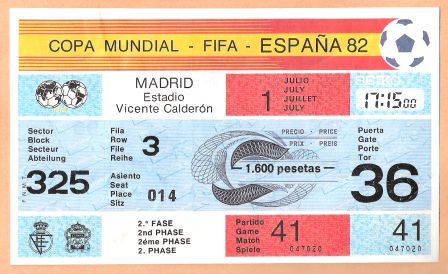 COPA MUNDIAL - FIFA - ESPAÑA 82
MADRID
Estadio
Vicente Calderón
1
JULIO
JULY
JUILLET
JULY
17:15 00
Sector
Block
Secteur
Abteilung
325
Fila
Row
File
Reihe
3
Asiento
Seat
Place
Sitz
014
PRECIO - PRICE
PRIX - PREIS
1.600 pesetas
Puerta
Gate
Porte
Tor
36
F N M T
2.ª FASE
2nd PHASE
2éme PHASE
2. PHASE
Partido
Game
Match
Spiele
41
047020
41
047020